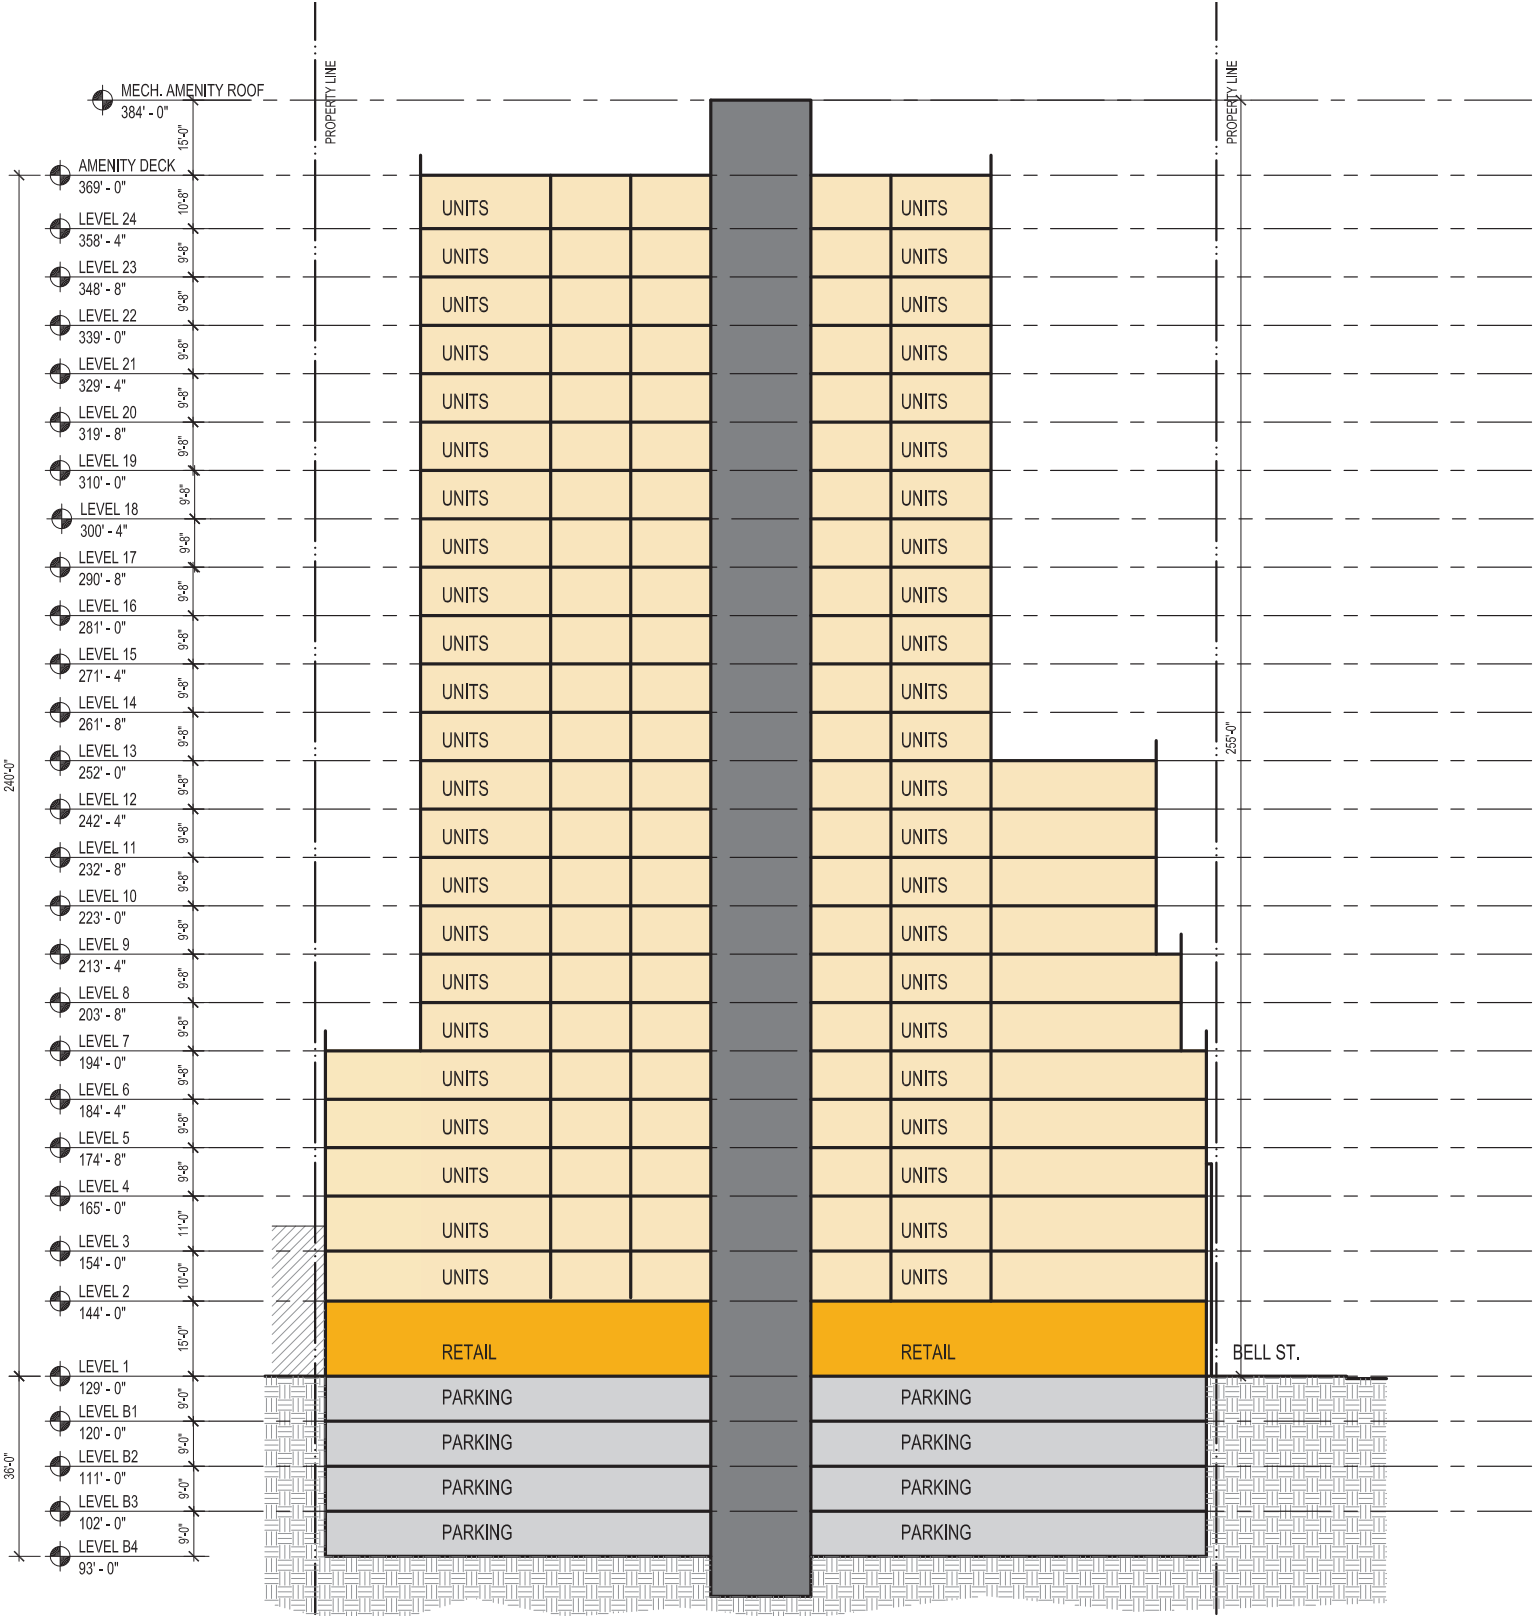 PROPERTY LINE
PROPERTY LINE
MECH. AMENITY ROOF
384' - 0"
15'-0"
AMENITY DECK
369' - 0"
10'-8"
UNITS UNITS
LEVEL 24
358' - 4"
9'-8"
UNITS UNITS
LEVEL 23
348' - 8"
9'-8"
UNITS UNITS
LEVEL 22
339' - 0"
9'-8"
UNITS UNITS
LEVEL 21
329' - 4"
9'-8"
UNITS UNITS
LEVEL 20
319' - 8"
9'-8"
UNITS UNITS
LEVEL 19
310' - 0"
9'-8"
UNITS UNITS
LEVEL 18
300' - 4"
9'-8"
UNITS UNITS
LEVEL 17
290' - 8"
9'-8"
UNITS UNITS
LEVEL 16
281' - 0"
9'-8"
UNITS UNITS
LEVEL 15
271' - 4"
9'-8"
UNITS UNITS
LEVEL 14
261' - 8"
9'-8"
UNITS UNITS
255'-0"
LEVEL 13
252' - 0"
240'-0"
9'-8"
UNITS UNITS
LEVEL 12
242' - 4"
9'-8"
UNITS UNITS
LEVEL 11
232' - 8"
9'-8"
UNITS UNITS
LEVEL 10
223' - 0"
9'-8"
UNITS UNITS
LEVEL 9
213' - 4"
9'-8"
UNITS UNITS
LEVEL 8
203' - 8"
9'-8"
UNITS UNITS
LEVEL 7
194' - 0"
9'-8"
UNITS UNITS
LEVEL 6
184' - 4"
9'-8"
UNITS UNITS
LEVEL 5
174' - 8"
9'-8"
UNITS UNITS
LEVEL 4
165' - 0"
11'-0"
UNITS UNITS
LEVEL 3
154' - 0"
10'-0"
UNITS UNITS
LEVEL 2
144' - 0"
15'-0"
RETAIL RETAIL
BELL ST.
LEVEL 1
129' - 0"
9'-0"
PARKING PARKING
LEVEL B1
120' - 0"
9'-0"
PARKING PARKING
36'-0"
LEVEL B2
111' - 0"
9'-0"
PARKING PARKING
LEVEL B3
102' - 0"
9'-0"
PARKING PARKING
LEVEL B4
93' - 0"